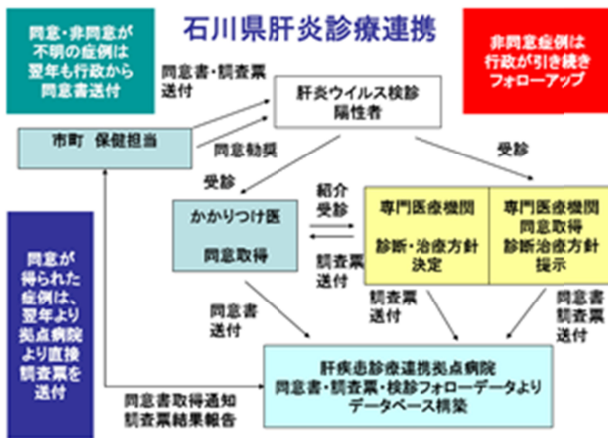 石川県肝炎診療連携
同意・非同意が
不明の症例は
翌年も行政から
同意書送付
非同意症例は
行政が引き続き
フォローアップ
同意書・調査票
送付
肝炎ウイルス検診
陽性者
市町 保健担当
同意勧奨
受診
受診
かかりつけ医
同意取得
紹介
受診
調査票
送付
専門医療機関
診断・治療方針
決定
専門医療機関
同意取得
診断治療方針
提示
同意が
得られた
症例は、
翌年より
拠点病院
より直接
調査票を
送付
同意書
送付
調査票
送付
同意書
調査票
送付
肝疾患診療連携拠点病院
同意書・調査票・検診フォローデータより
データベース構築
同意書取得通知
調査票結果報告